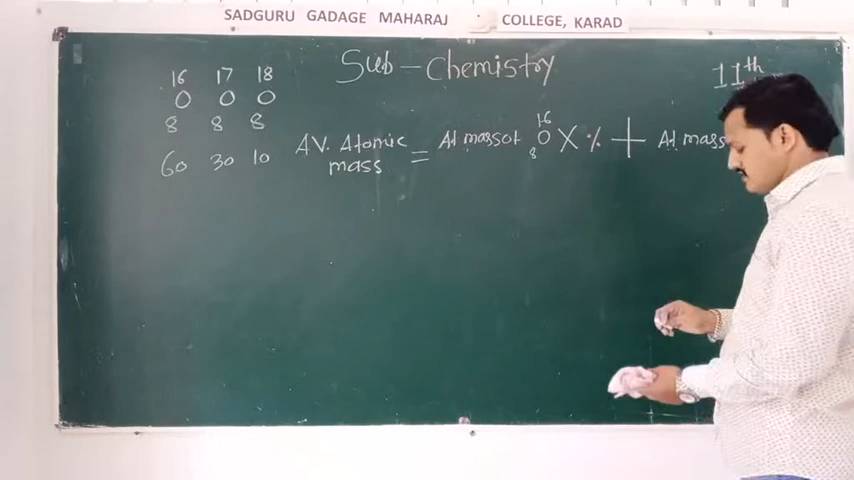 SADGURU GADAGE MAHARAJ COLLEGE, KARAD
Sub - Chemistry
11th
16 17 18
O O O
8 8 8
60 30 10
AV. Atomic mass = At mass of 16 8 O X % + At mass